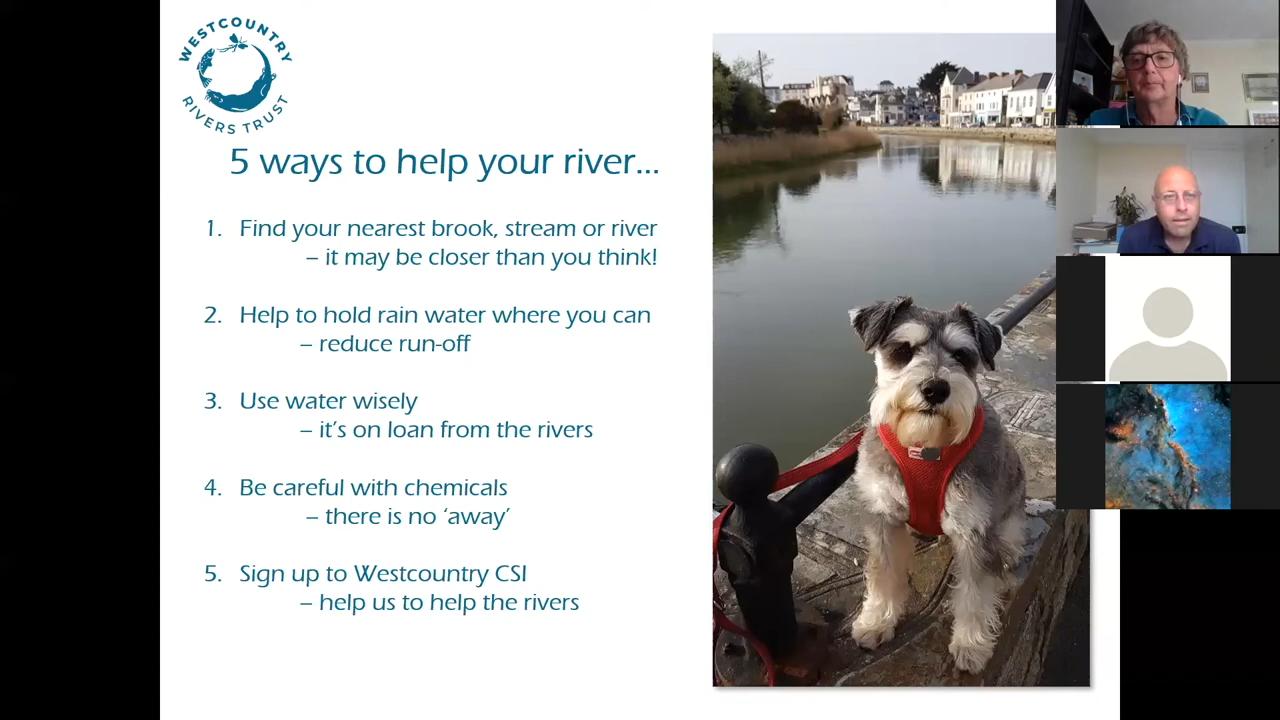 WESTCOUNTRY
RIVERS TRUST
5 ways to help your river...
1. Find your nearest brook, stream or river
– it may be closer than you think!
2. Help to hold rain water where you can
– reduce run-off
3. Use water wisely
– it's on loan from the rivers
4. Be careful with chemicals
– there is no 'away'
5. Sign up to Westcountry CSI
– help us to help the rivers